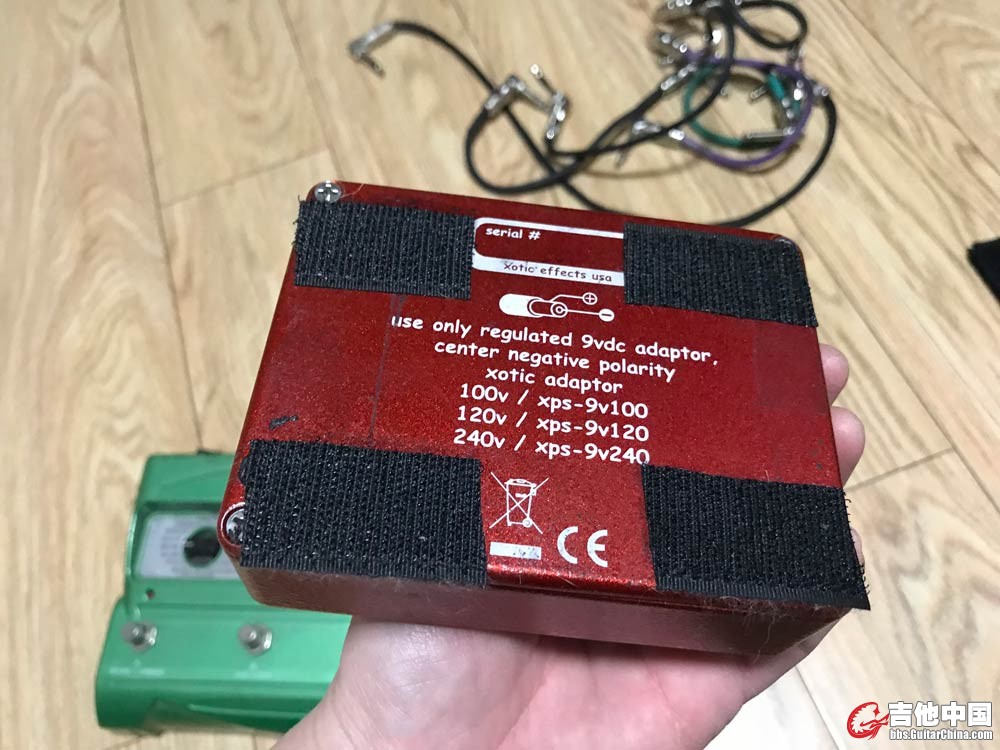 serial #
xotic effects usa
use only regulated 9vdc adaptor,
center negative polarity
xotic adaptor
100v / xps-9v100
120v / xps-9v120
240v / xps-9v240
CE
吉他中国
bbs.GuitarChina.com